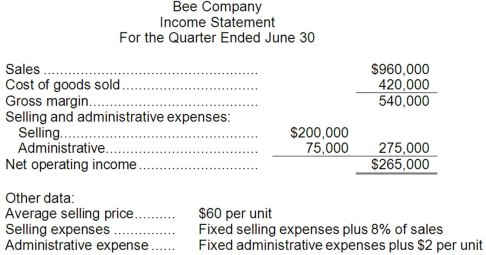 Bee Company
Income Statement
For the Quarter Ended June 30
Sales ................................................ $960,000
Cost of goods sold ............................... 420,000
Gross margin...................................... 540,000
Selling and administrative expenses:
Selling............................................ $200,000
Administrative................................... 75,000 275,000
Net operating income........................... $265,000
Other data:
Average selling price.......... $60 per unit
Selling expenses .............. Fixed selling expenses plus 8% of sales
Administrative expense ...... Fixed administrative expenses plus $2 per unit